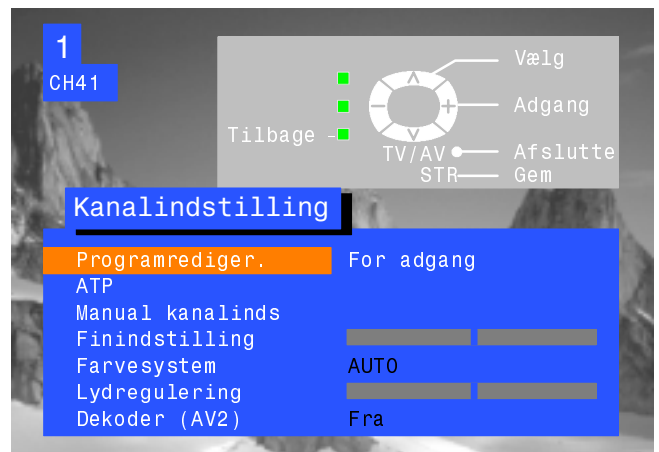 1
CH41
Vælg
Adgang
Tilbage
TV/AV Afslutte
STR Gem
Kanalindstilling
Programrediger. For adgang
ATP
Manual kanalinds
Finindstilling
Farvesystem AUTO
Lydregulering
Dekoder (AV2) Fra